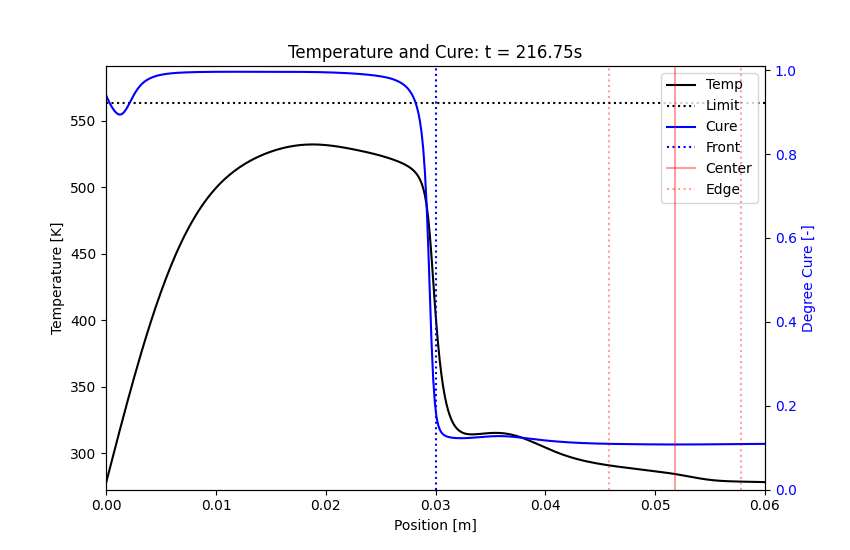 Temperature and Cure: t = 216.75s
Temp
Limit
Cure
Front
Center
Edge
550
500
450
400
350
300
Temperature [K]
1.0
0.8
0.6
0.4
0.2
0.0
Degree Cure [-]
0.00 0.01 0.02 0.03 0.04 0.05 0.06
Position [m]